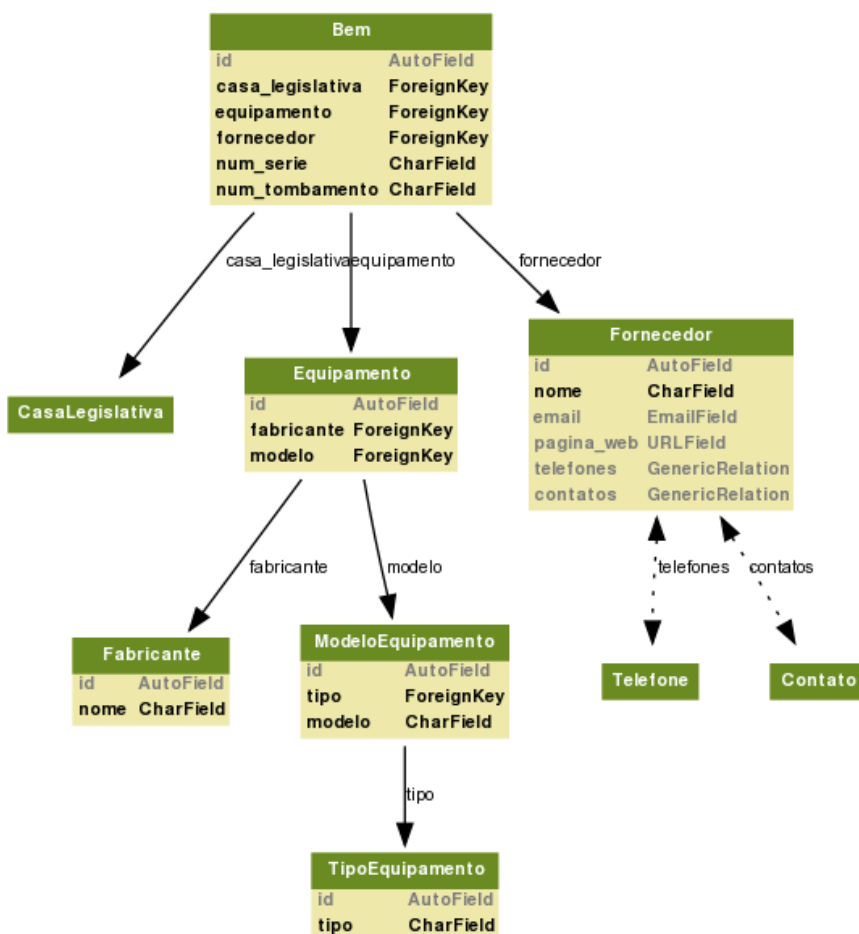 Bem
id AutoField
casa_legislativa ForeignKey
equipamento ForeignKey
fornecedor ForeignKey
num_serie CharField
num_tombamento CharField
casa_legislativa
equipamento
fornecedor
CasaLegislativa
Equipamento
id AutoField
fabricante ForeignKey
modelo ForeignKey
Fornecedor
id AutoField
nome CharField
email EmailField
pagina_web URLField
telefones GenericRelation
contatos GenericRelation
fabricante
modelo
telefones
contatos
Fabricante
id AutoField
nome CharField
ModeloEquipamento
id AutoField
tipo ForeignKey
modelo CharField
Telefone
Contato
tipo
TipoEquipamento
id AutoField
tipo CharField